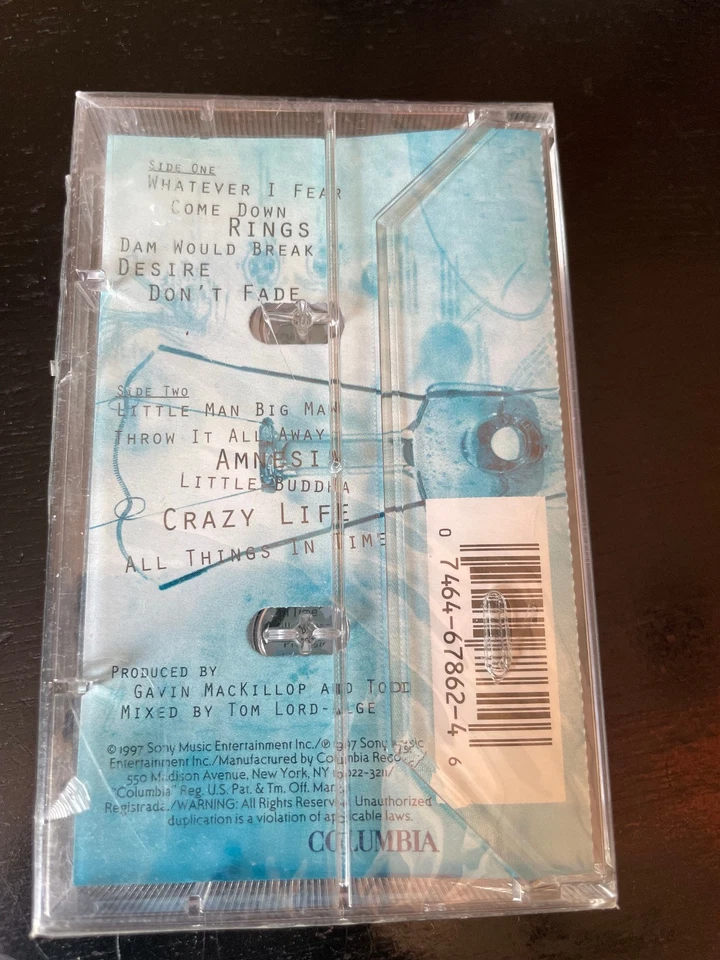 SIDE ONE
WHATEVER I FEAR
COME DOWN
RINGS
DAM WOULD BREAK
DESIRE
DON'T FADE
SIDE TWO
LITTLE MAN BIG MAN
THROW IT ALL AWAY
AMNESIA
LITTLE BUDDHA
CRAZY LIFE
ALL THINGS IN TIME
PRODUCED BY
GAVIN MACKILLOP AND TODD
MIXED BY TOM LORD-ALGE
© 1997 Sony Music Entertainment Inc./℗ 1997 Sony Music
Entertainment Inc./Manufactured by Columbia Records/
550 Madison Avenue, New York, NY 10022-3211/
"Columbia" Reg. U.S. Pat. & Tm. Off. Marca
Registrada./WARNING: All Rights Reserved. Unauthorized
duplication is a violation of applicable laws.
COLUMBIA
0 7464-67862-4 6